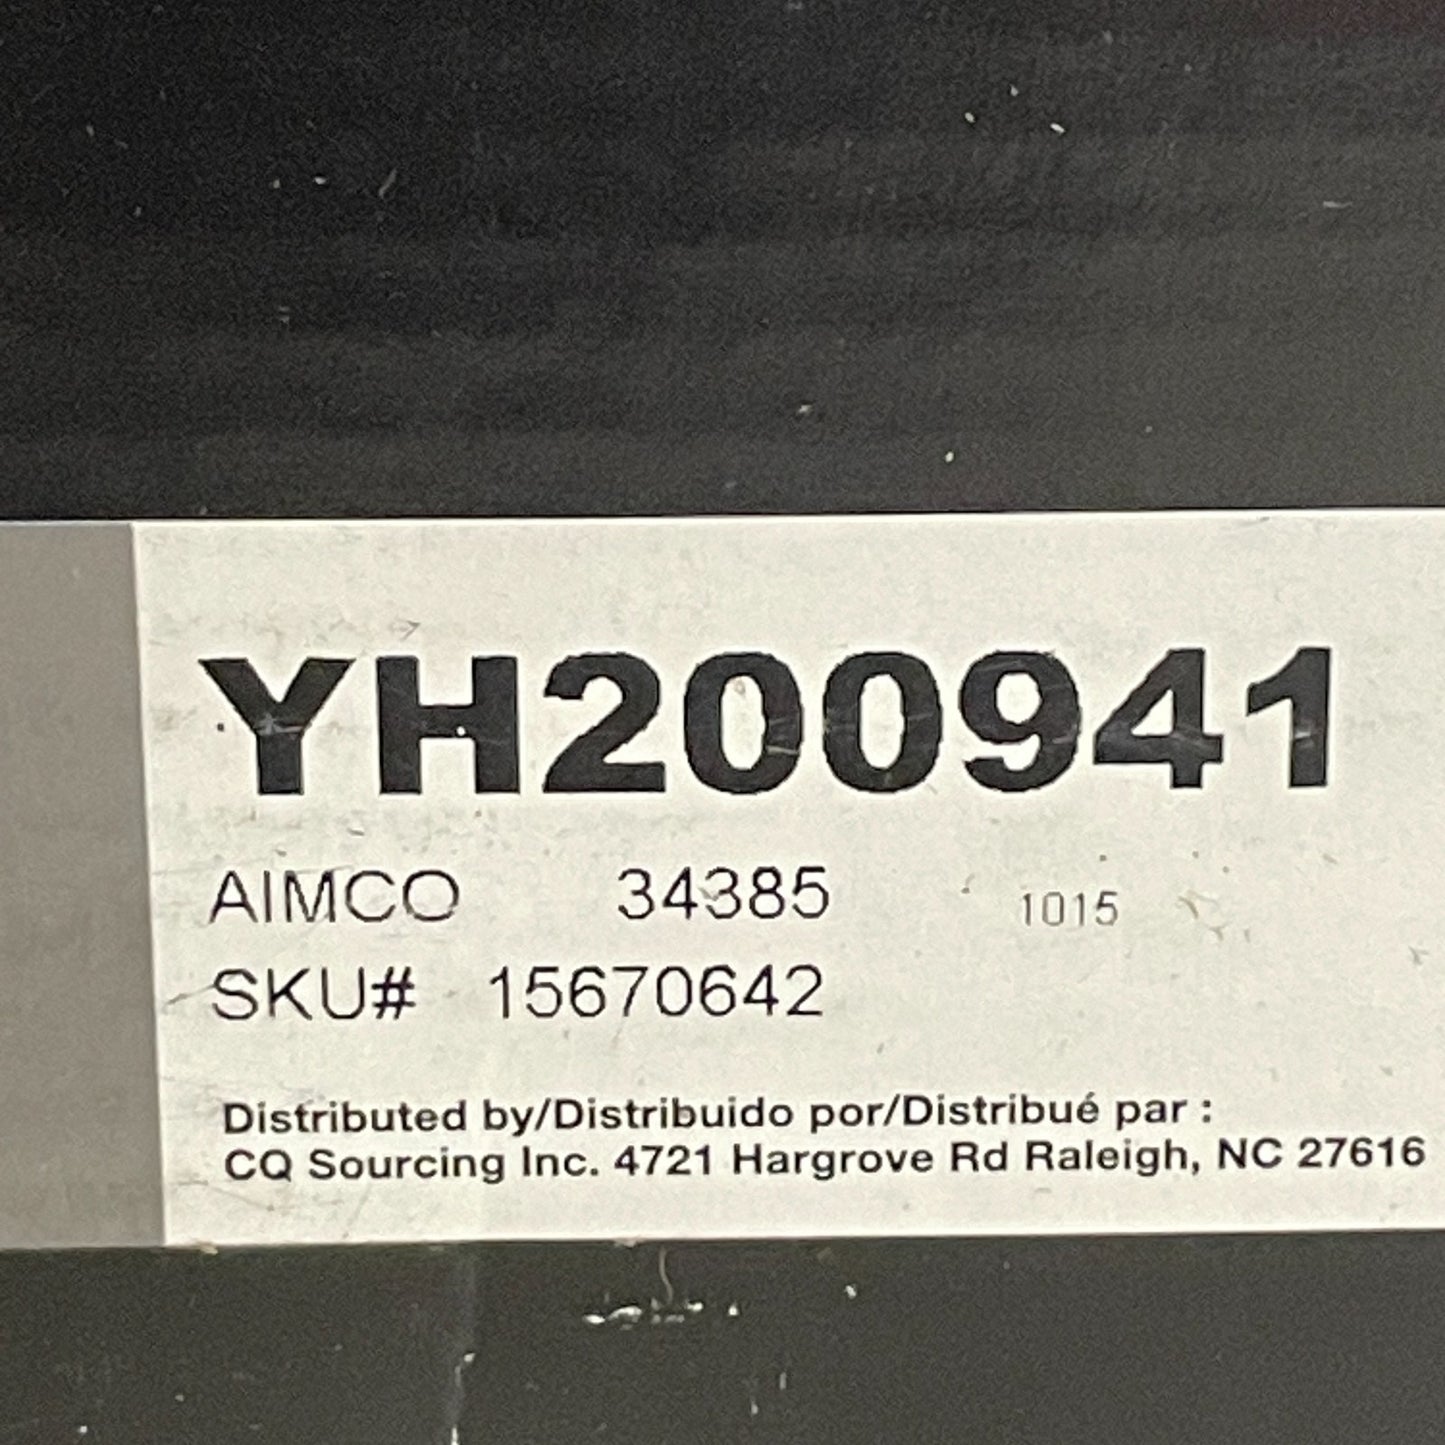 YH200941
AIMCO 34385 1015
SKU# 15670642
Distributed by/Distribuido por/Distribué par :
CQ Sourcing Inc. 4721 Hargrove Rd Raleigh, NC 27616